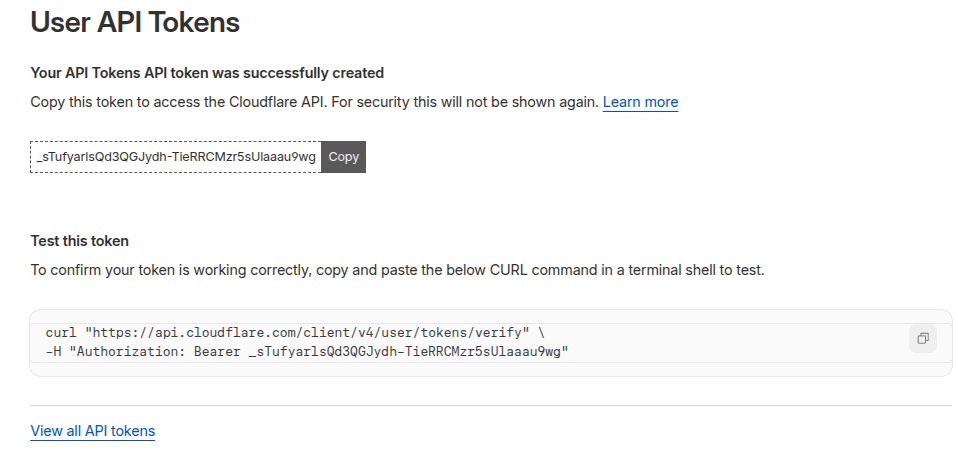 User API Tokens
Your API Tokens API token was successfully created
Copy this token to access the Cloudflare API. For security this will not be shown again. Learn more
_sTufyarlsQd3QGJydh-TieRRCMzr5sUlaaau9wg Copy
Test this token
To confirm your token is working correctly, copy and paste the below CURL command in a terminal shell to test.
curl "https://api.cloudflare.com/client/v4/user/tokens/verify" \
-H "Authorization: Bearer _sTufyarlsQd3QGJydh-TieRRCMzr5sUlaaau9wg"
View all API tokens